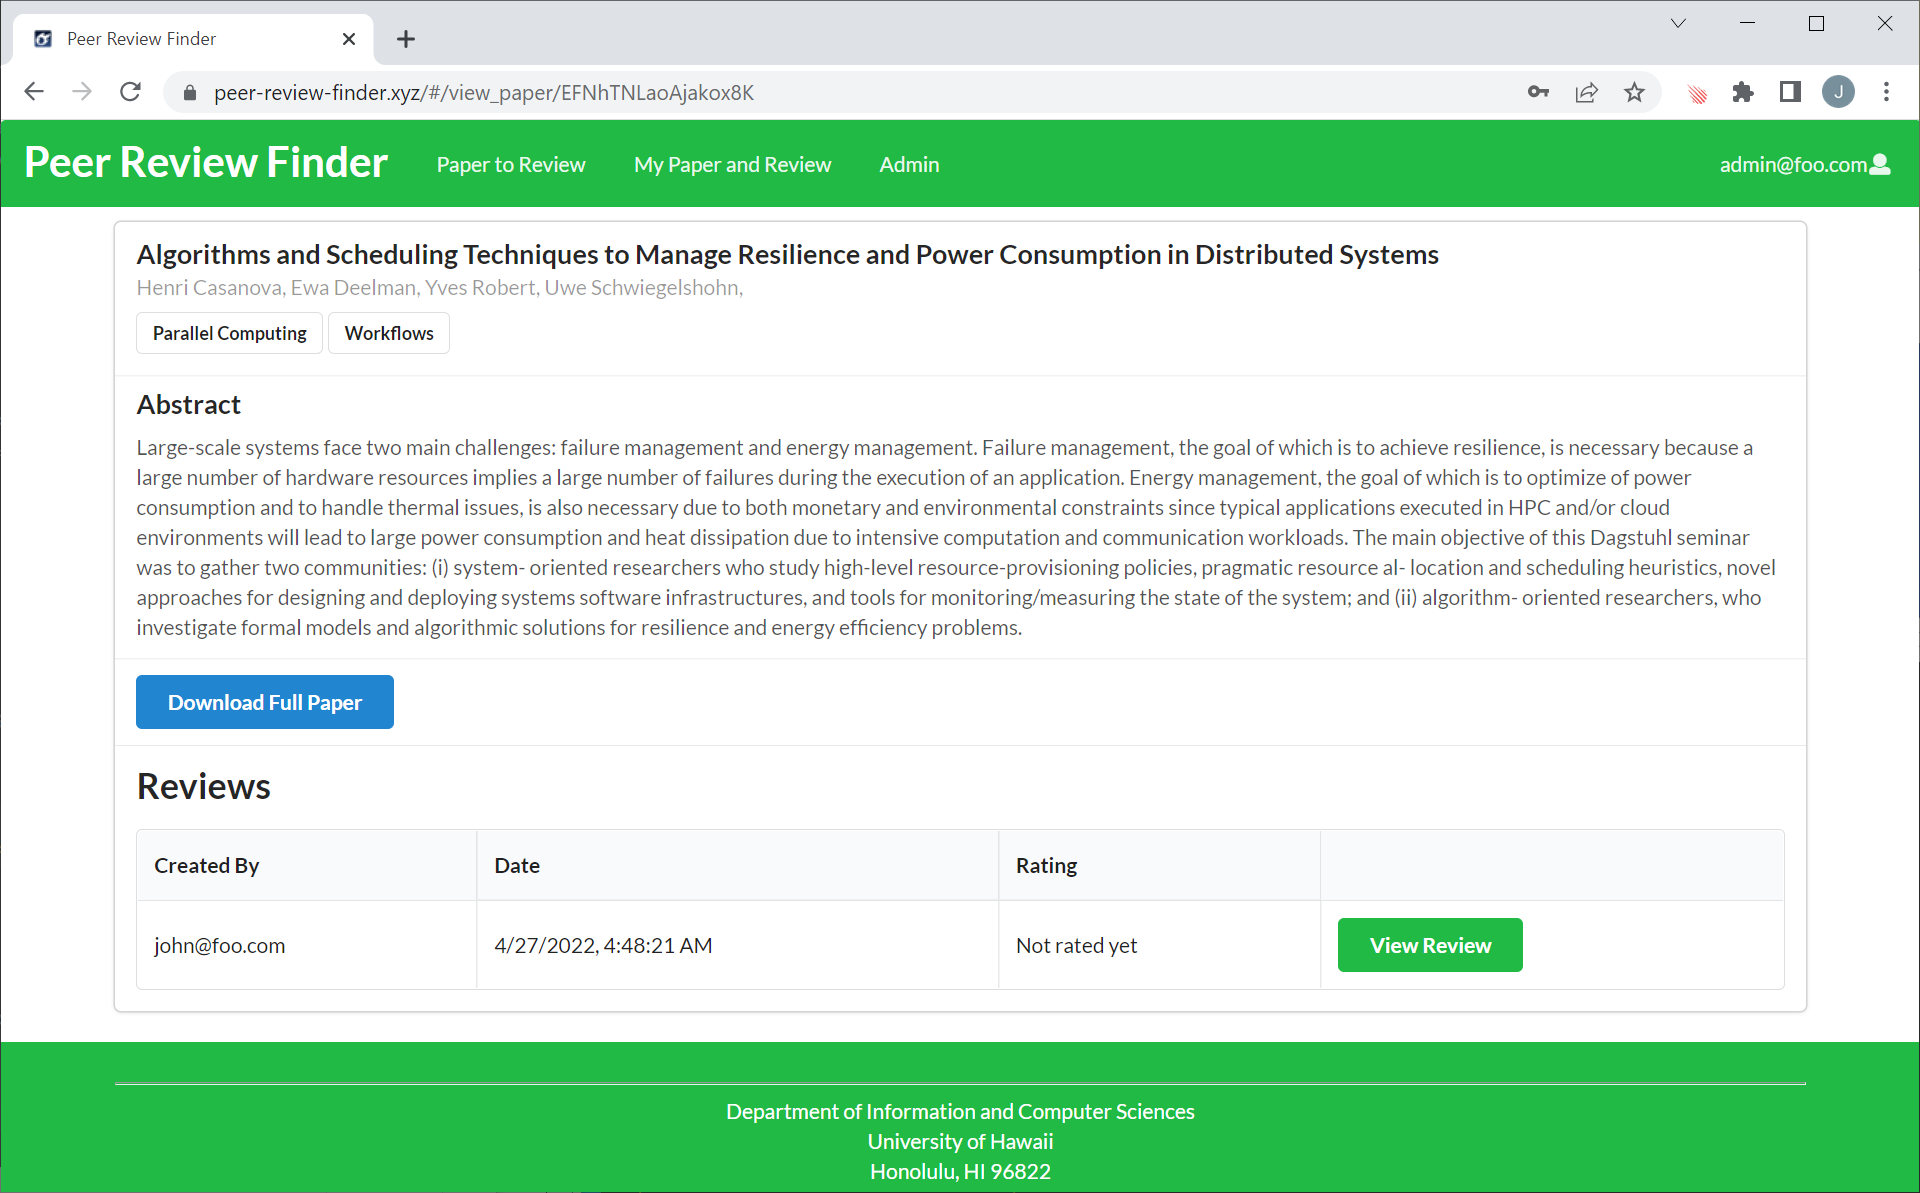 Peer Review Finder
peer-review-finder.xyz/#/view_paper/EFNhTNLaoAjakox8K
J
Peer Review Finder Paper to Review My Paper and Review Admin admin@foo.com
Algorithms and Scheduling Techniques to Manage Resilience and Power Consumption in Distributed Systems
Henri Casanova, Ewa Deelman, Yves Robert, Uwe Schwiegelshohn,
Parallel Computing Workflows
Abstract
Large-scale systems face two main challenges: failure management and energy management. Failure management, the goal of which is to achieve resilience, is necessary because a
large number of hardware resources implies a large number of failures during the execution of an application. Energy management, the goal of which is to optimize of power
consumption and to handle thermal issues, is also necessary due to both monetary and environmental constraints since typical applications executed in HPC and/or cloud
environments will lead to large power consumption and heat dissipation due to intensive computation and communication workloads. The main objective of this Dagstuhl seminar
was to gather two communities: (i) system- oriented researchers who study high-level resource-provisioning policies, pragmatic resource al- location and scheduling heuristics, novel
approaches for designing and deploying systems software infrastructures, and tools for monitoring/measuring the state of the system; and (ii) algorithm- oriented researchers, who
investigate formal models and algorithmic solutions for resilience and energy efficiency problems.
Download Full Paper
Reviews
Created By Date Rating
john@foo.com 4/27/2022, 4:48:21 AM Not rated yet View Review
Department of Information and Computer Sciences
University of Hawaii
Honolulu, HI 96822